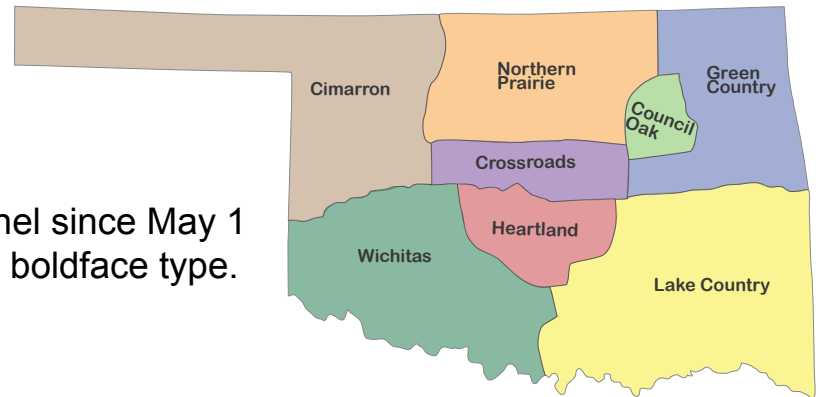 Cimarron
Northern
Prairie
Green
Country
Council
Oak
Crossroads
nel since May 1
boldface type.
Heartland
Wichitas
Lake Country